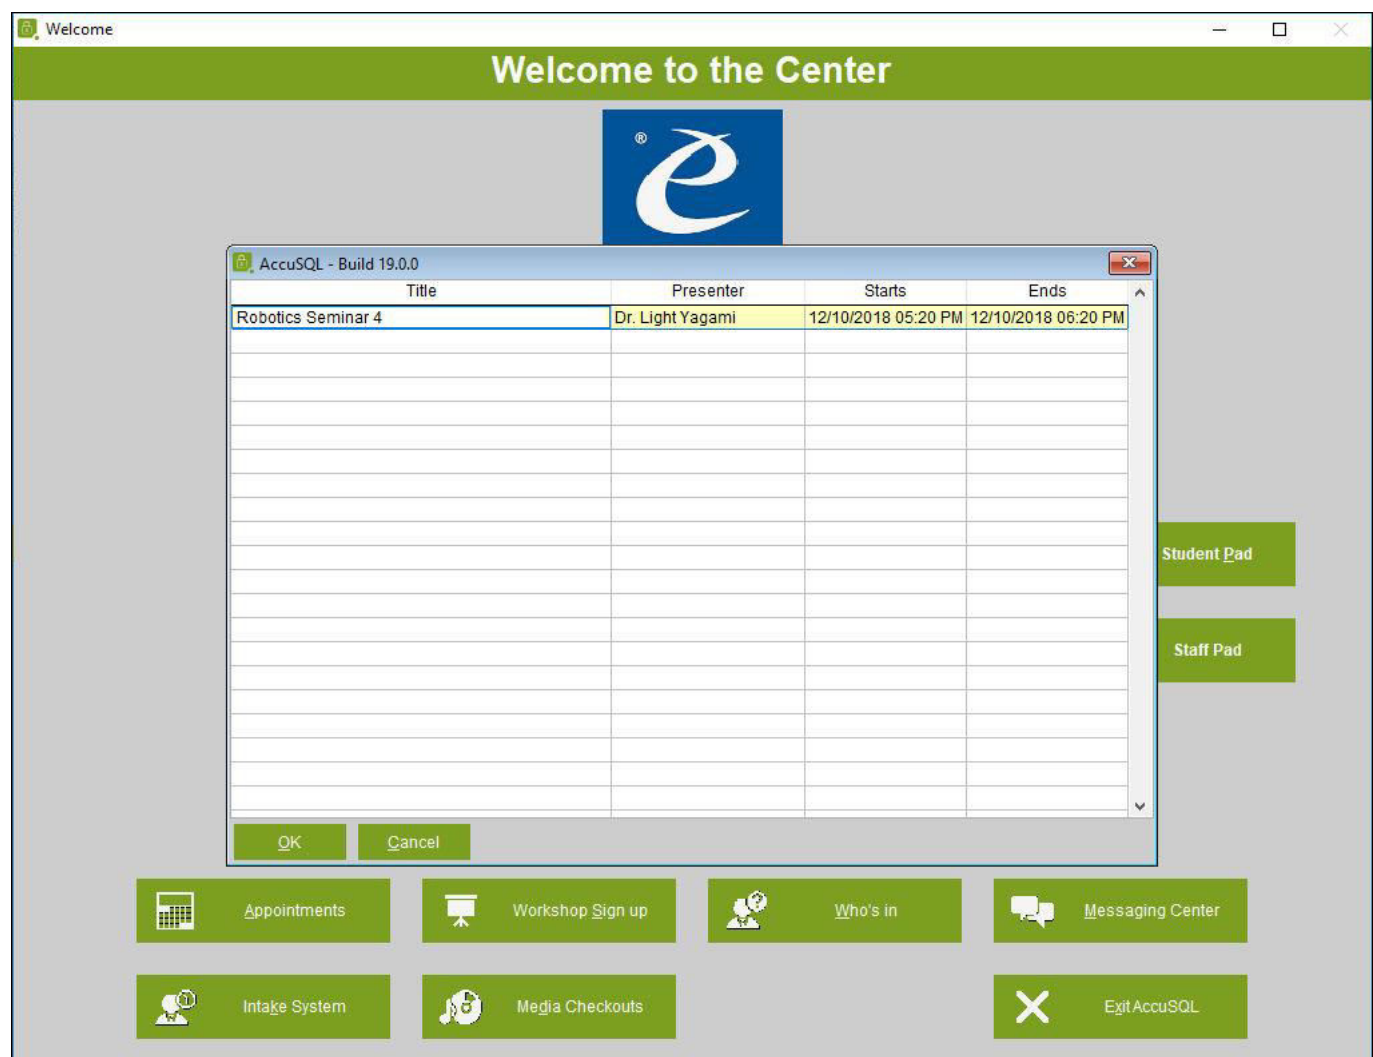 Welcome
Welcome to the Center
®
AccuSQL - Build 19.0.0
Title Presenter Starts Ends
Robotics Seminar 4 Dr. Light Yagami 12/10/2018 05:20 PM 12/10/2018 06:20 PM
Student Pad
Staff Pad
OK Cancel
Appointments Workshop Sign up Who's in Messaging Center
Intake System Media Checkouts Exit AccuSQL